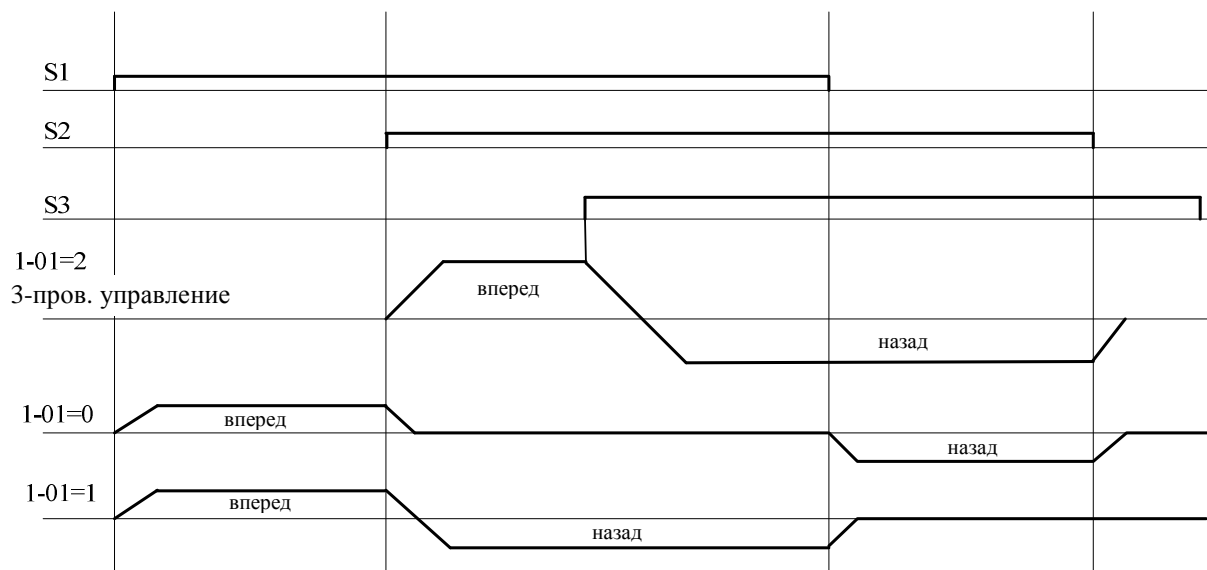 S1
S2
S3
1-01=2
3-пров. управление
вперед
назад
1-01=0
вперед
назад
1-01=1
вперед
назад